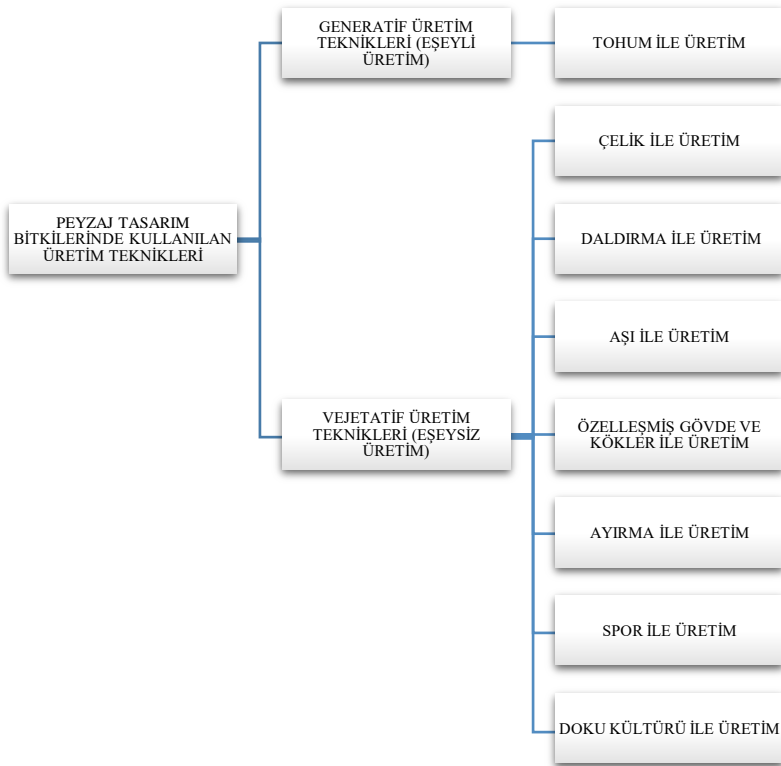 GENERATİF ÜRETİM
TEKNİKLERİ (EŞEYLİ
ÜRETİM)
TOHUM İLE ÜRETİM
ÇELİK İLE ÜRETİM
PEYZAJ TASARIM
BİTKİLERİNDE KULLANILAN
ÜRETİM TEKNİKLERİ
DALDIRMA İLE ÜRETİM
AŞI İLE ÜRETİM
VEJETATİF ÜRETİM
TEKNİKLERİ (EŞEYSİZ
ÜRETİM)
ÖZELLEŞMİŞ GÖVDE VE
KÖKLER İLE ÜRETİM
AYIRMA İLE ÜRETİM
SPOR İLE ÜRETİM
DOKU KÜLTÜRÜ İLE ÜRETİM